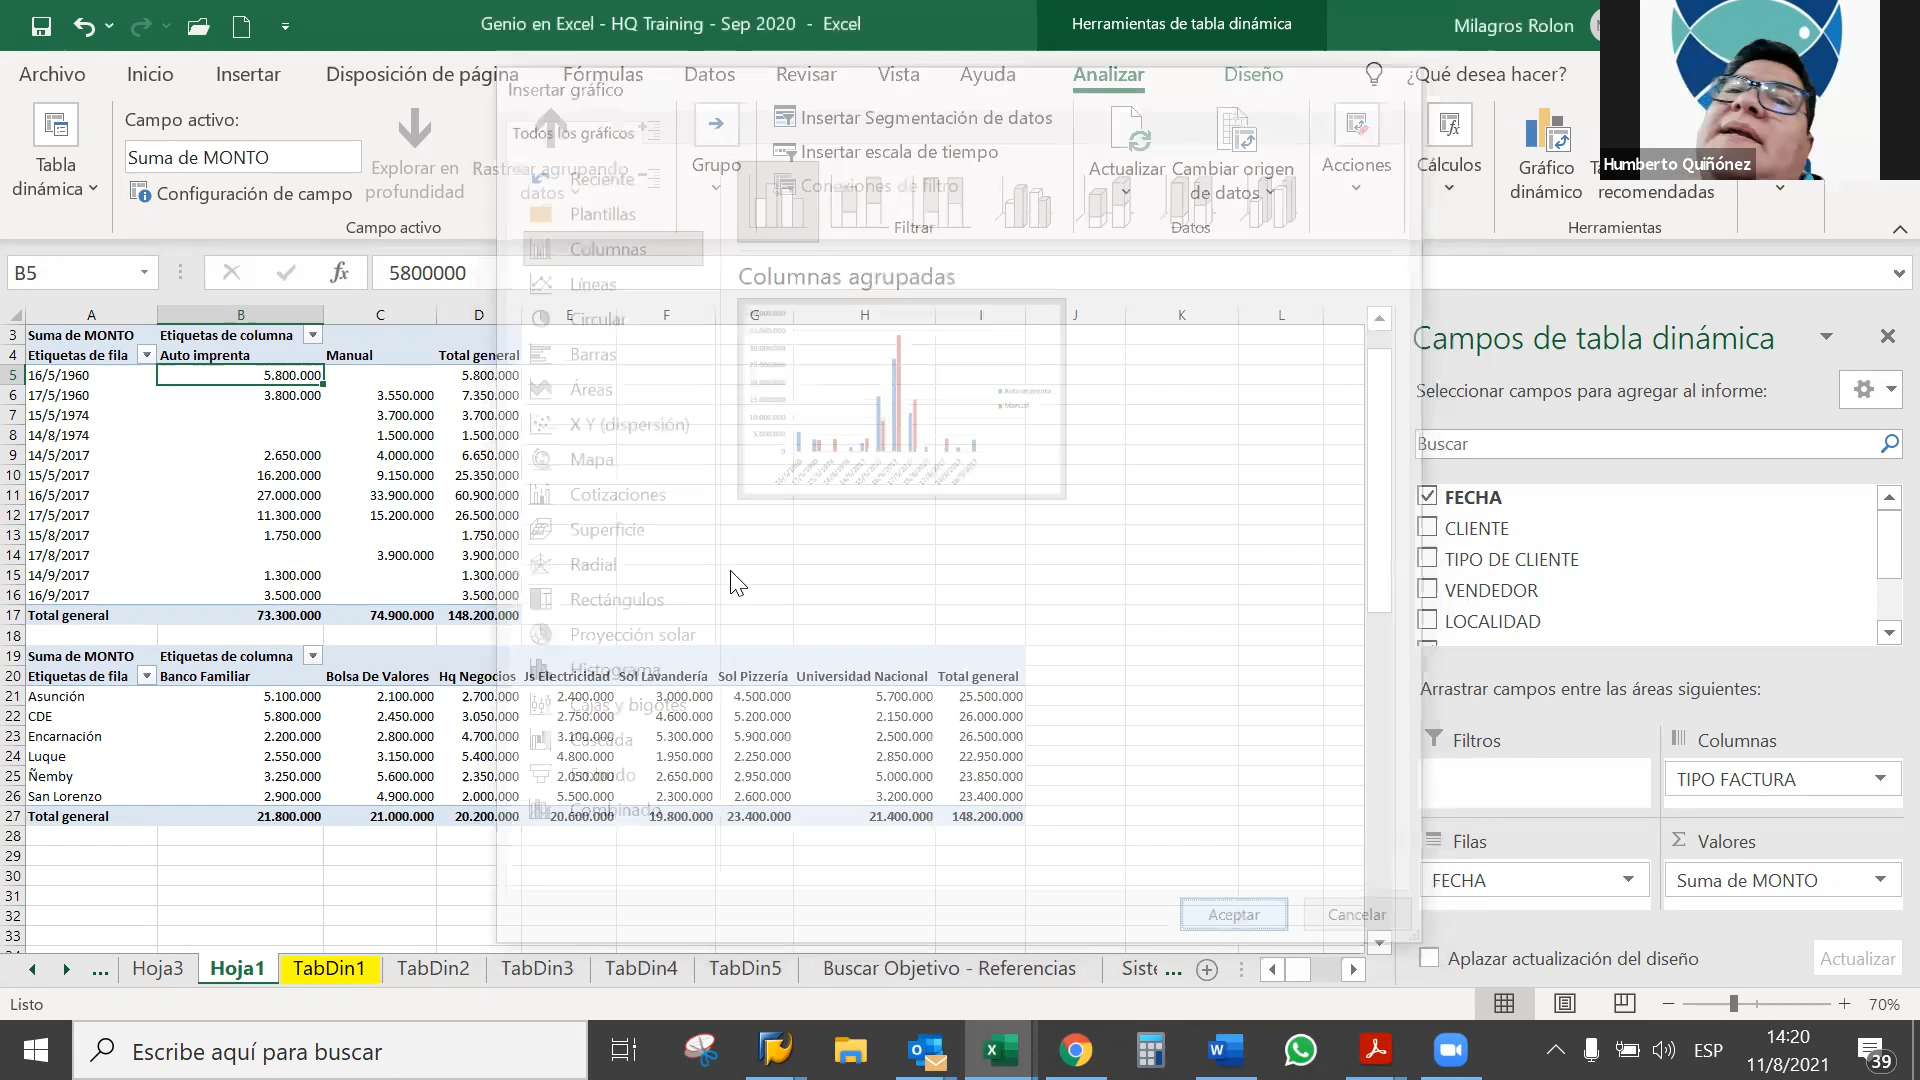 Genio en Excel - HQ Training - Sep 2020 - Excel
Herramientas de tabla dinámica
Milagros Rolon
Archivo Inicio Insertar Disposición de página Fórmulas Datos Revisar Vista Ayuda Analizar Diseño ¿Qué desea hacer?
Insertar gráfico
Todos los gráficos
Reciente
Plantillas
Columnas
Líneas
Circular
Barras
Áreas
X Y (dispersión)
Mapa
Cotizaciones
Superficie
Radial
Rectángulos
Proyección solar
Histograma
Cajas y bigotes
Cascada
Embudo
Combinado
Columnas agrupadas
Auto imprenta
Manual
Aceptar Cancelar
Tabla dinámica
Campo activo:
Suma de MONTO
Configuración de campo
Explorar en profundidad
Rastrear agrupando datos
Campo activo
Grupo
Insertar Segmentación de datos
Insertar escala de tiempo
Conexiones de filtro
Filtrar
Actualizar
Cambiar origen de datos
Datos
Acciones
Cálculos
Gráfico dinámico
recomendadas
Herramientas
Humberto Quiñónez
B5
fx
5800000
A B C D E F G H I J K L
3 Suma de MONTO Etiquetas de columna
4 Etiquetas de fila Auto imprenta Manual Total general
5 16/5/1960 5.800.000 5.800.000
6 17/5/1960 3.800.000 3.550.000 7.350.000
7 15/5/1974 3.700.000 3.700.000
8 14/8/1974 1.500.000 1.500.000
9 14/5/2017 2.650.000 4.000.000 6.650.000
10 15/5/2017 16.200.000 9.150.000 25.350.000
11 16/5/2017 27.000.000 33.900.000 60.900.000
12 17/5/2017 11.300.000 15.200.000 26.500.000
13 15/8/2017 1.750.000 1.750.000
14 17/8/2017 3.900.000 3.900.000
15 14/9/2017 1.300.000 1.300.000
16 16/9/2017 3.500.000 3.500.000
17 Total general 73.300.000 74.900.000 148.200.000
18
19 Suma de MONTO Etiquetas de columna
20 Etiquetas de fila Banco Familiar Bolsa De Valores Hq Negocios Js Electricidad Sol Lavandería Sol Pizzería Universidad Nacional Total general
21 Asunción 5.100.000 2.100.000 2.700.000 2.400.000 3.000.000 4.500.000 5.700.000 25.500.000
22 CDE 5.800.000 2.450.000 3.050.000 2.750.000 4.600.000 5.200.000 2.150.000 26.000.000
23 Encarnación 2.200.000 2.800.000 4.700.000 3.100.000 5.300.000 5.900.000 2.500.000 26.500.000
24 Luque 2.550.000 3.150.000 5.400.000 4.800.000 1.950.000 2.250.000 2.850.000 22.950.000
25 Ñemby 3.250.000 5.600.000 2.350.000 2.050.000 2.650.000 2.950.000 5.000.000 23.850.000
26 San Lorenzo 2.900.000 4.900.000 2.000.000 5.500.000 2.300.000 2.600.000 3.200.000 23.400.000
27 Total general 21.800.000 21.000.000 20.200.000 20.600.000 19.800.000 23.400.000 21.400.000 148.200.000
28
29
30
31
32
33
Campos de tabla dinámica
Seleccionar campos para agregar al informe:
Buscar
FECHA
CLIENTE
TIPO DE CLIENTE
VENDEDOR
LOCALIDAD
Arrastrar campos entre las áreas siguientes:
Filtros Columnas
TIPO FACTURA
Filas Valores
FECHA Suma de MONTO
Aplazar actualización del diseño Actualizar
... Hoja3 Hoja1 TabDin1 TabDin2 TabDin3 TabDin4 TabDin5 Buscar Objetivo - Referencias Siste ...
Listo
70%
Escribe aquí para buscar
ESP
14:20
11/8/2021
39